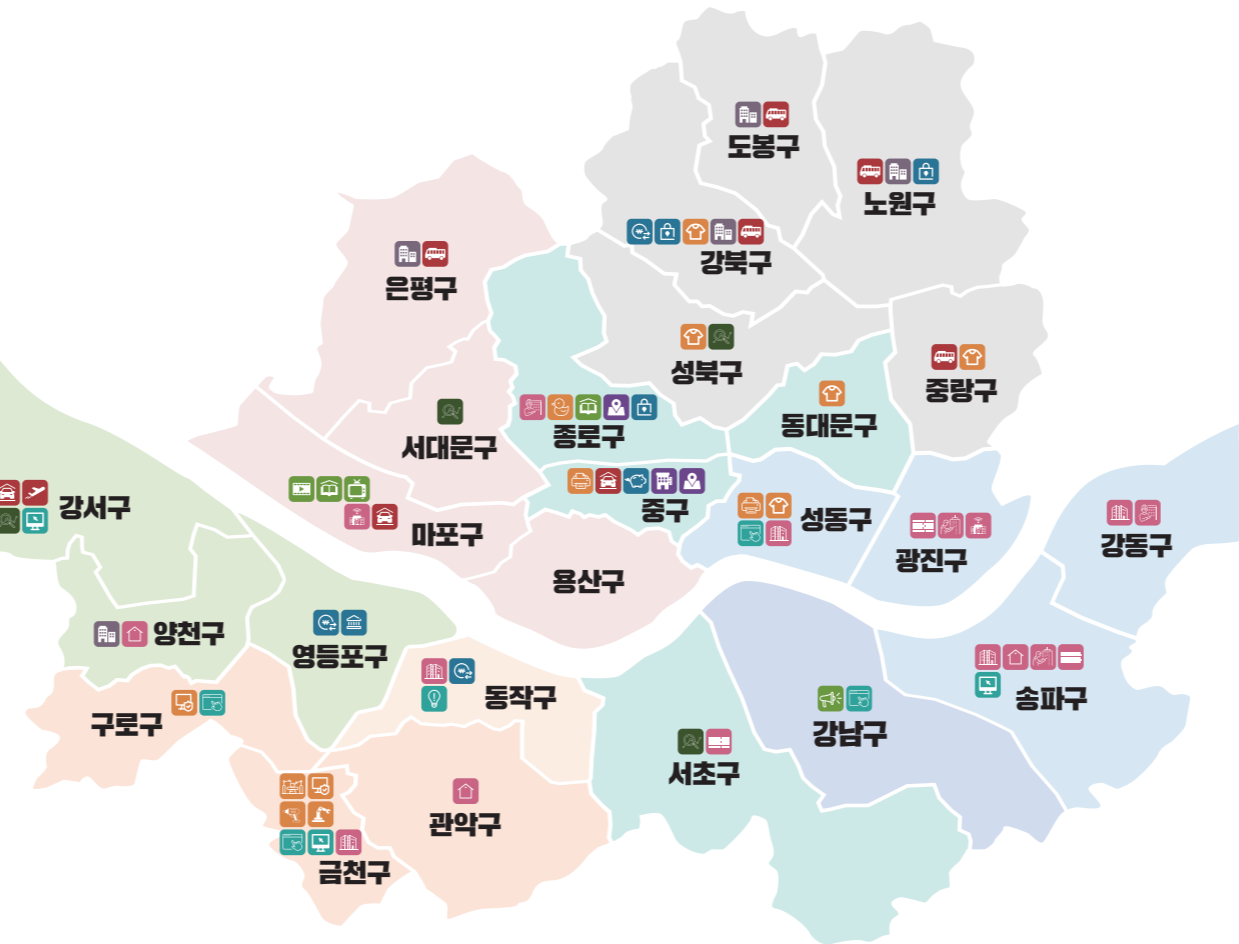 도봉구
노원구
강북구
은평구
성북구
중랑구
동대문구
종로구
서대문구
강서구
중구
성동구
마포구
광진구
강동구
용산구
양천구
영등포구
동작구
송파구
구로구
강남구
서초구
관악구
금천구